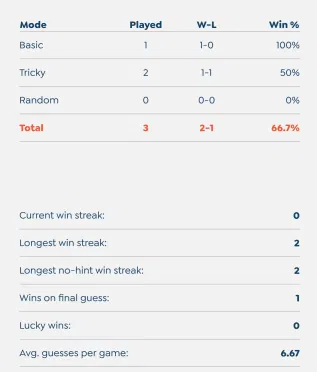 Mode Played W-L Win %
Basic 1 1-0 100%
Tricky 2 1-1 50%
Random 0 0-0 0%
Total 3 2-1 66.7%
Current win streak: 0
Longest win streak: 2
Longest no-hint win streak: 2
Wins on final guess: 1
Lucky wins: 0
Avg. guesses per game: 6.67